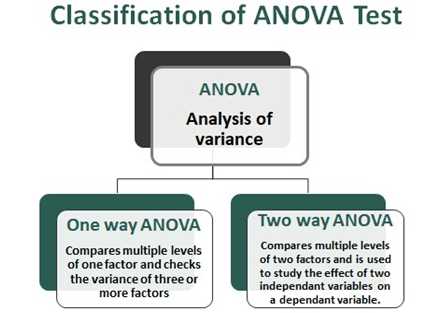 Classification of ANOVA Test
ANOVA
Analysis of
variance
One way ANOVA
Compares multiple levels
of one factor and checks
the variance of three or
more factors
Two way ANOVA
Compares multiple levels
of two factors and is used
to study the effect of two
independant variables on
a dependant variable.